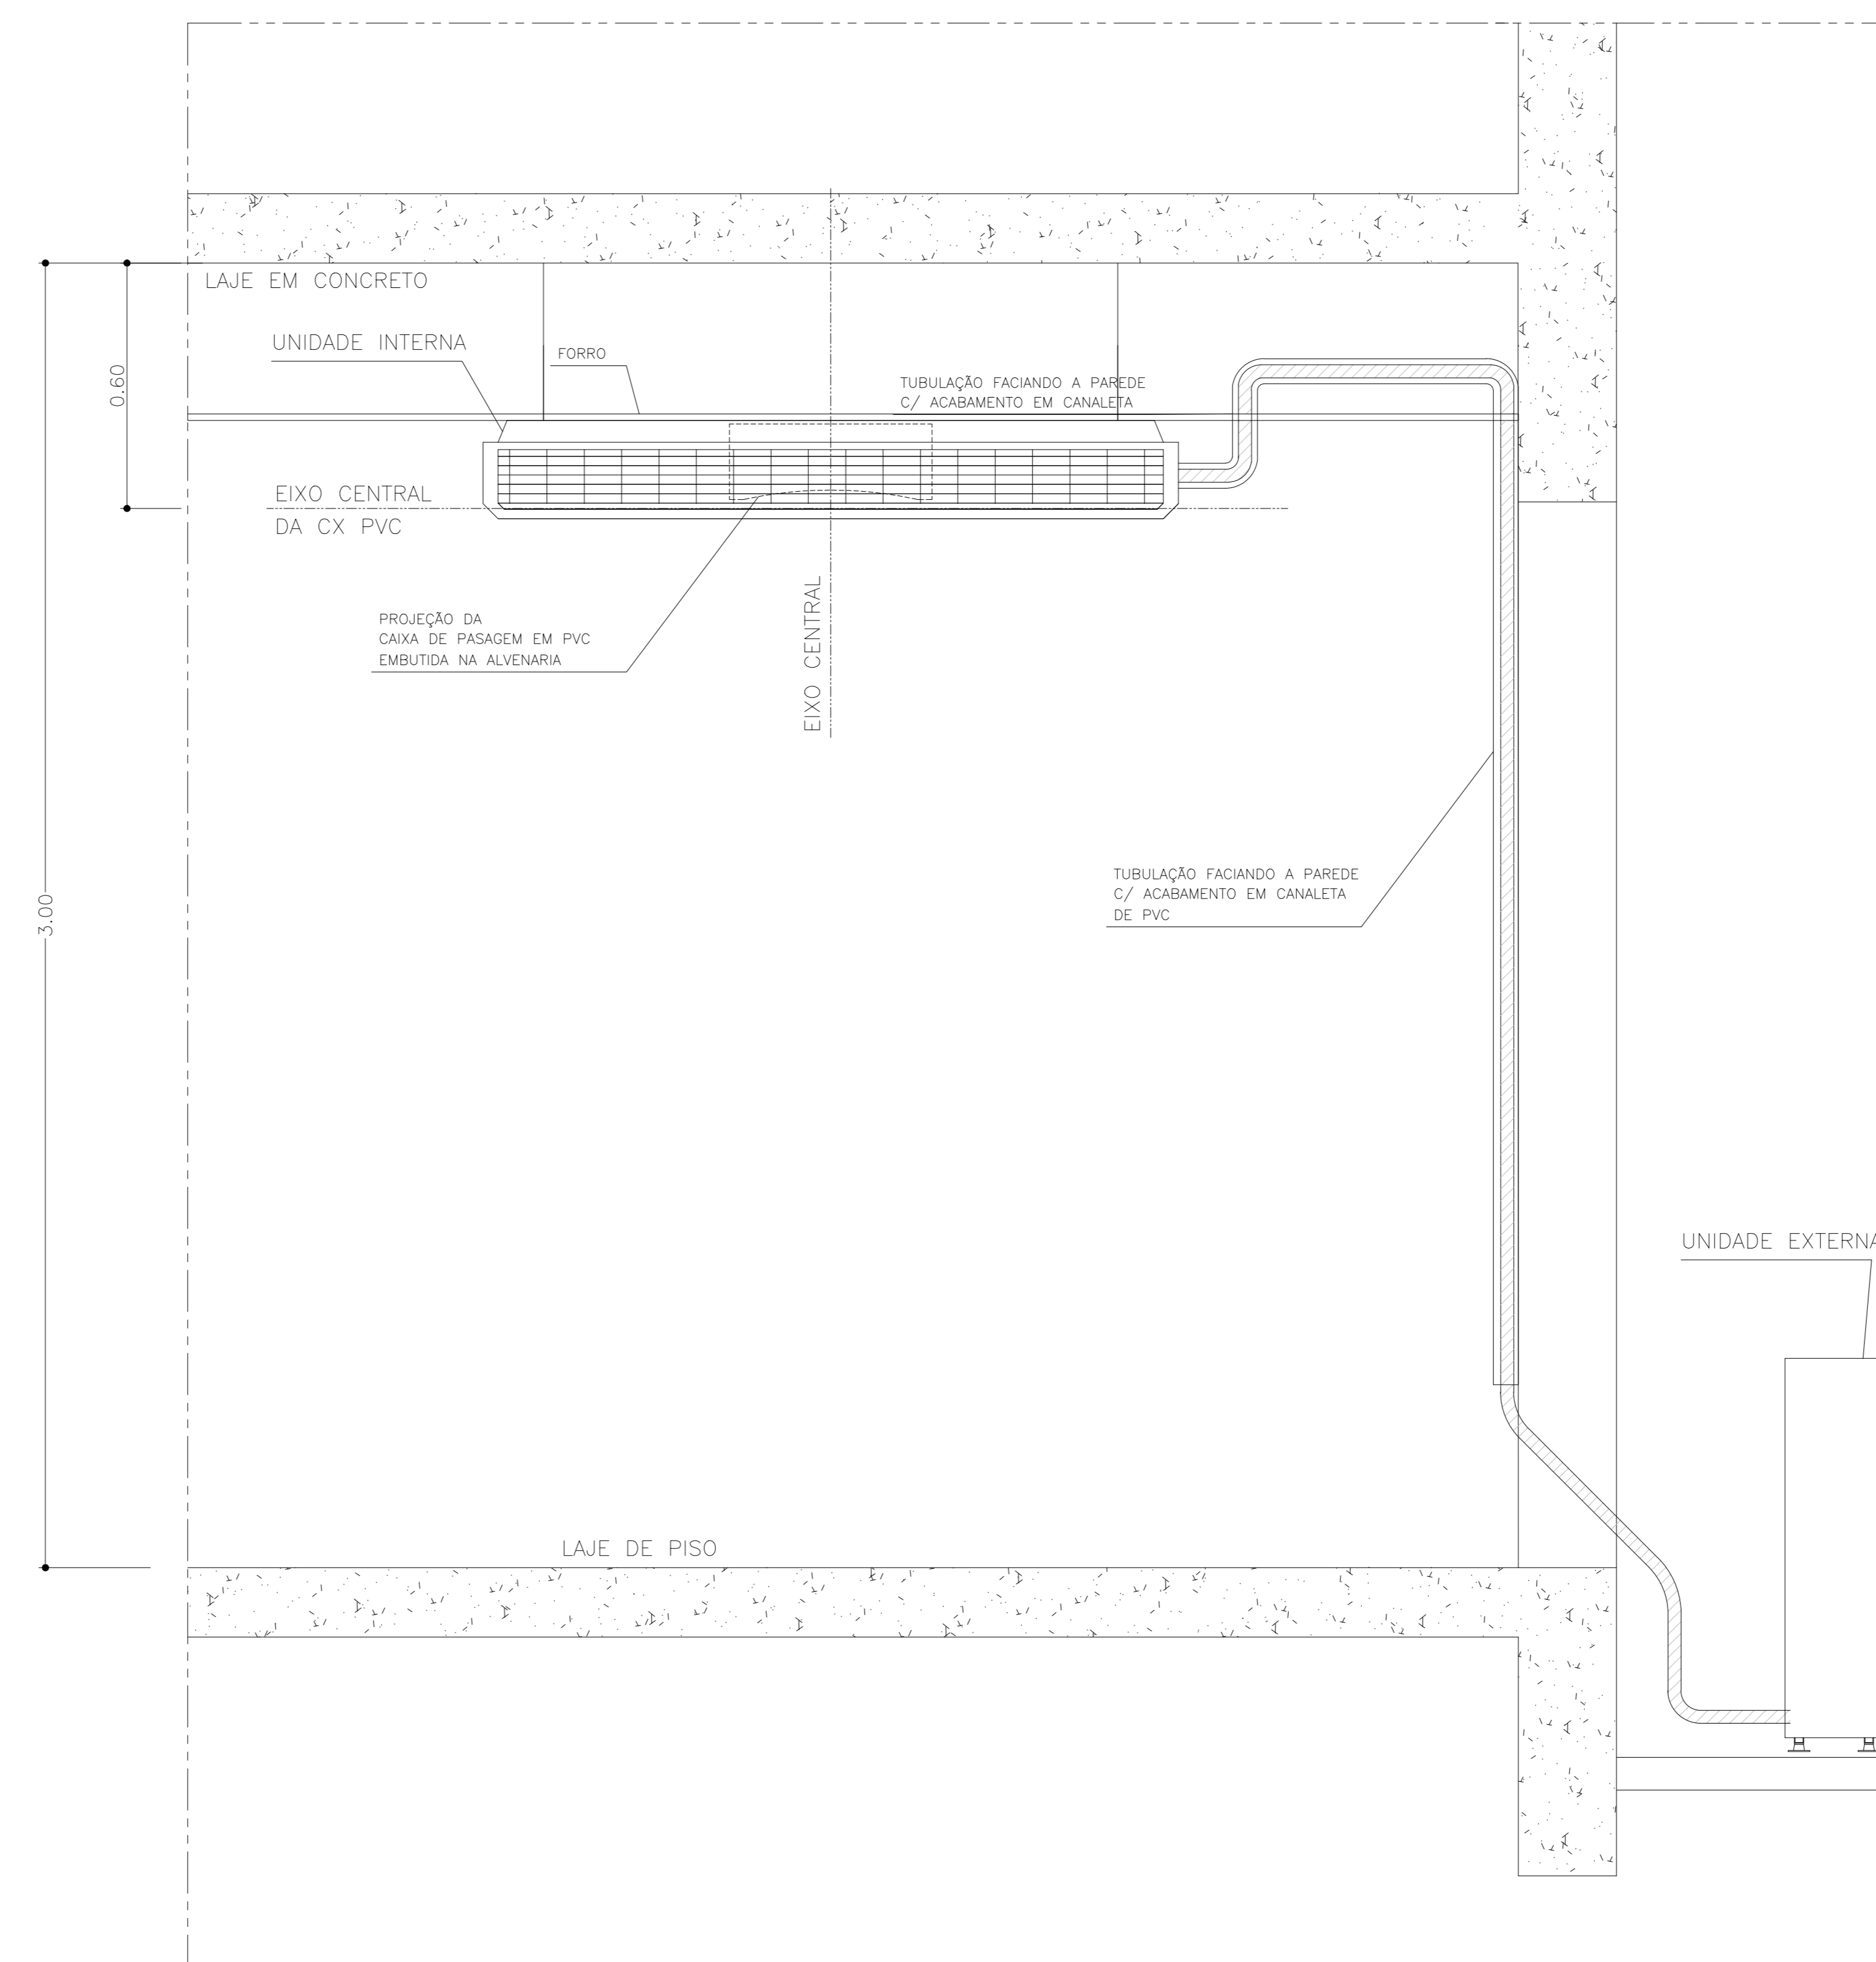 LAJE EM CONCRETO
UNIDADE INTERNA
FORRO
0.60
TUBULAÇÃO FACIANDO A PAREDE
C/ ACABAMENTO EM CANALETA
EIXO CENTRAL
DA CX PVC
EIXO CENTRAL
PROJEÇÃO DA
CAIXA DE PASAGEM EM PVC
EMBUTIDA NA ALVENARIA
3.00
TUBULAÇÃO FACIANDO A PAREDE
C/ ACABAMENTO EM CANALETA
DE PVC
UNIDADE EXTERNA
LAJE DE PISO